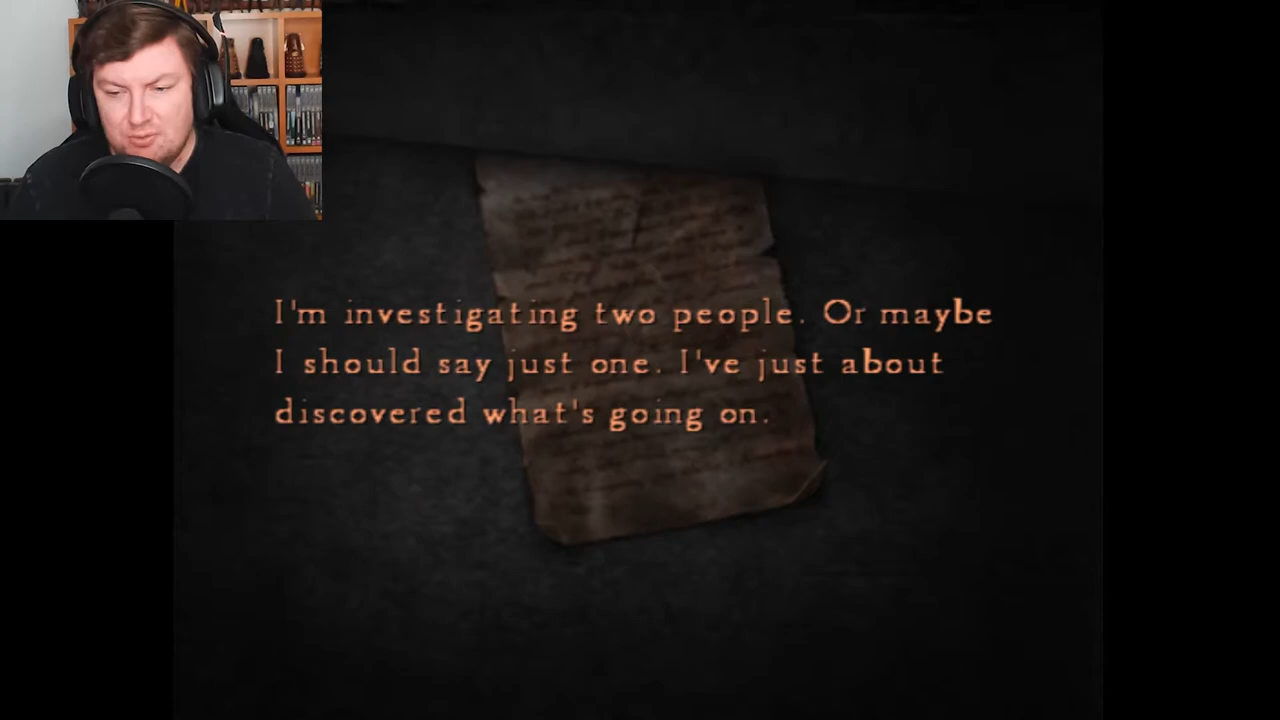 I'm investigating two people. Or maybe
I should say just one. I've just about
discovered what's going on.